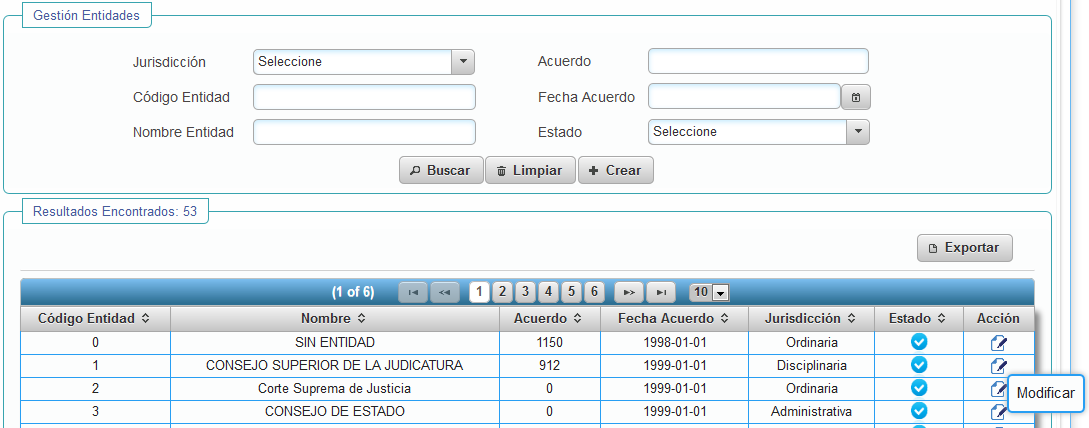 Gestión Entidades
Jurisdicción Seleccione Acuerdo
Código Entidad Fecha Acuerdo
Nombre Entidad Estado Seleccione
Buscar Limpiar Crear
Resultados Encontrados: 53
Exportar
(1 of 6) 1 2 3 4 5 6 10
Código Entidad Nombre Acuerdo Fecha Acuerdo Jurisdicción Estado Acción
0 SIN ENTIDAD 1150 1998-01-01 Ordinaria
1 CONSEJO SUPERIOR DE LA JUDICATURA 912 1999-01-01 Disciplinaria
2 Corte Suprema de Justicia 0 1999-01-01 Ordinaria
Modificar
3 CONSEJO DE ESTADO 0 1999-01-01 Administrativa